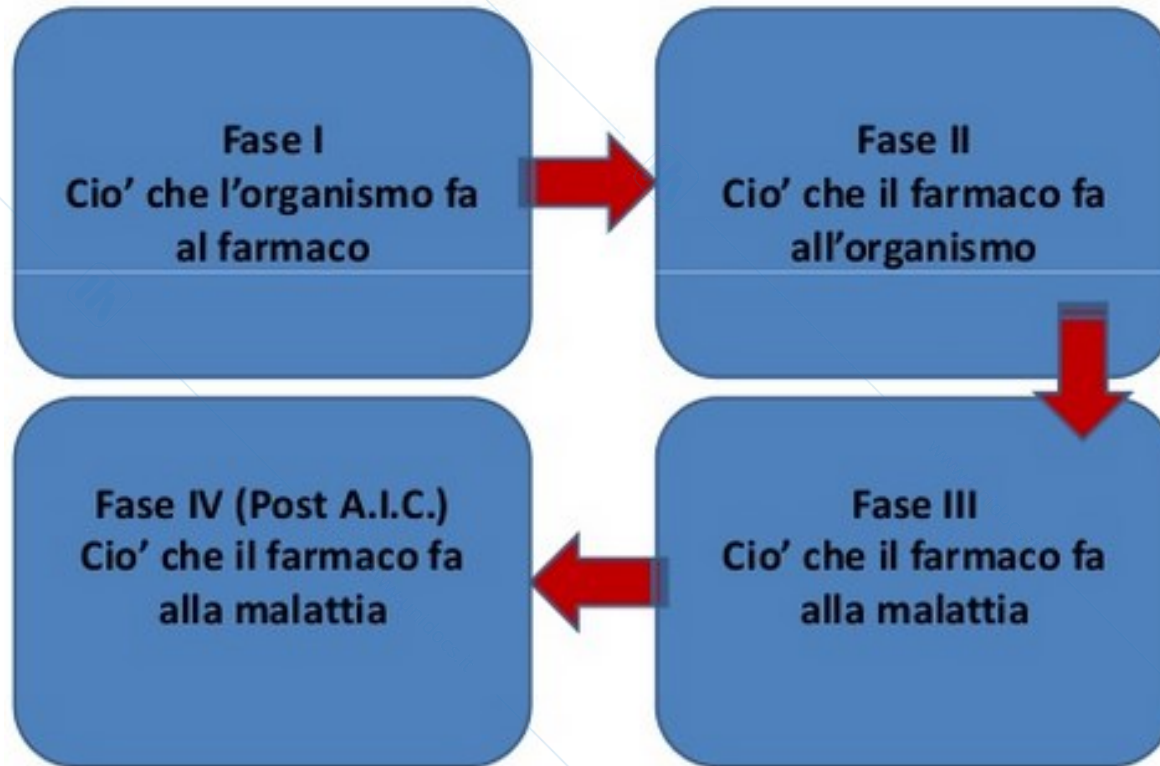 Fase I
Cio' che l'organismo fa
al farmaco
Fase II
Cio' che il farmaco fa
all'organismo
Fase III
Cio' che il farmaco fa
alla malattia
Fase IV (Post A.I.C.)
Cio' che il farmaco fa
alla malattia